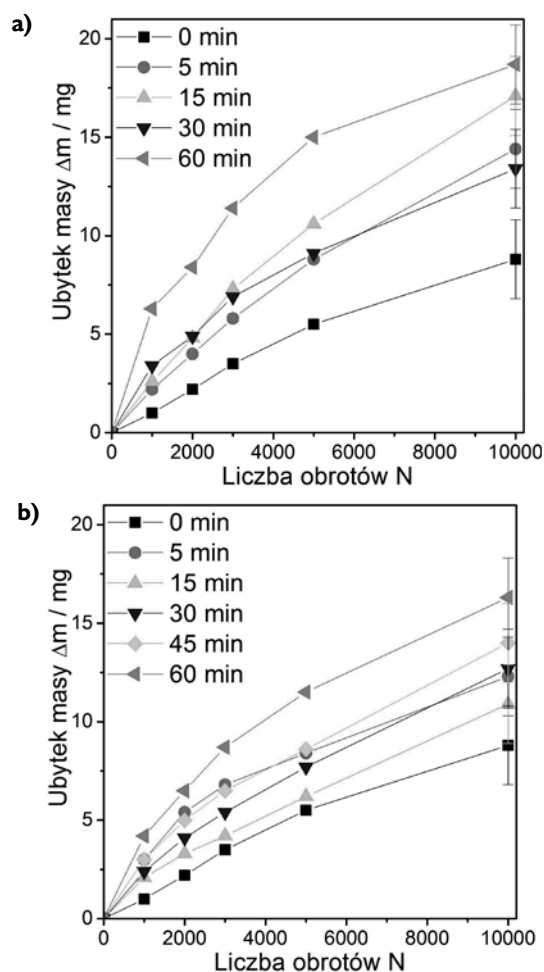 a)
20
15
10
5
0
Ubytek masy Δm / mg
0 min
5 min
15 min
30 min
60 min
0 2000 4000 6000 8000 10000
Liczba obrotów N
b)
20
15
10
5
0
Ubytek masy Δm / mg
0 min
5 min
15 min
30 min
45 min
60 min
0 2000 4000 6000 8000 10000
Liczba obrotów N